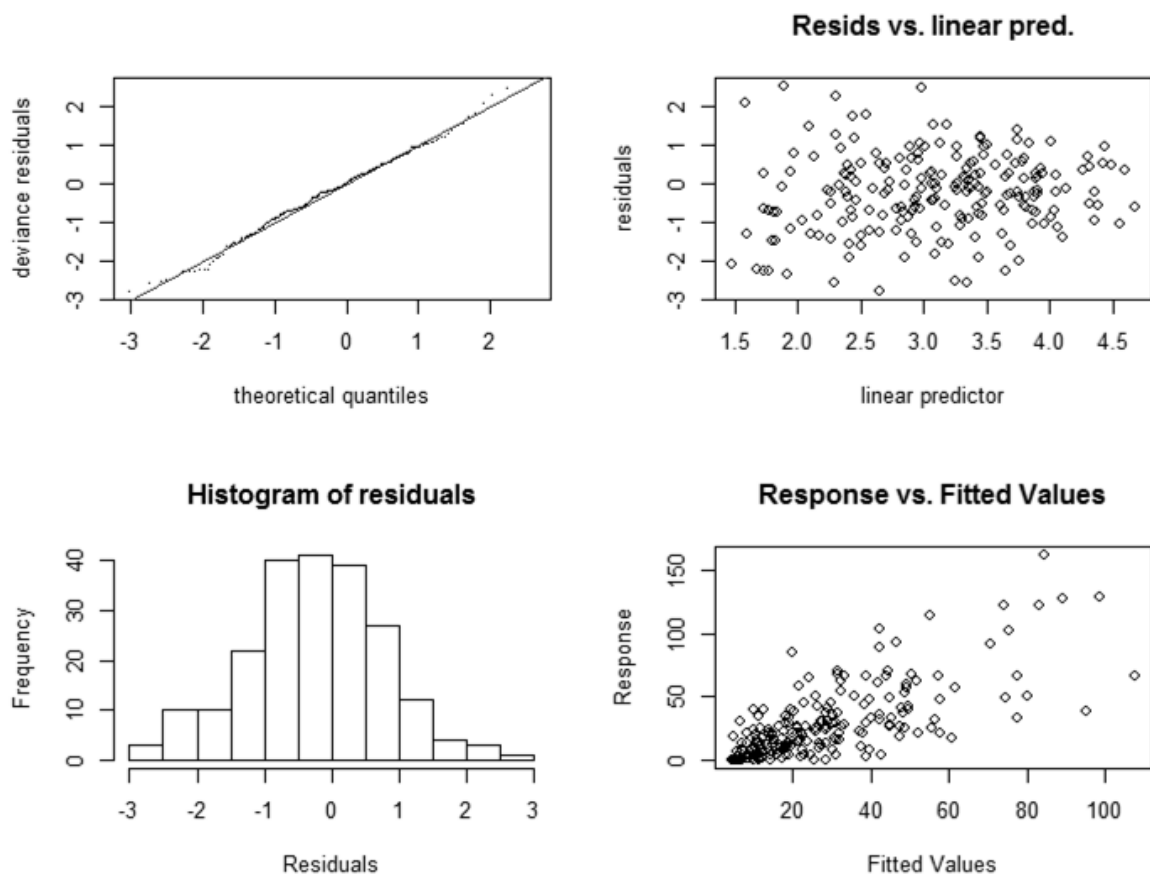 deviance residuals
2
1
0
-1
-2
-3
-3 -2 -1 0 1 2
theoretical quantiles
Resids vs. linear pred.
residuals
2
1
0
-1
-2
-3
1.5 2.0 2.5 3.0 3.5 4.0 4.5
linear predictor
Histogram of residuals
Frequency
40
30
20
10
0
-3 -2 -1 0 1 2 3
Residuals
Response vs. Fitted Values
Response
150
100
50
0
20 40 60 80 100
Fitted Values